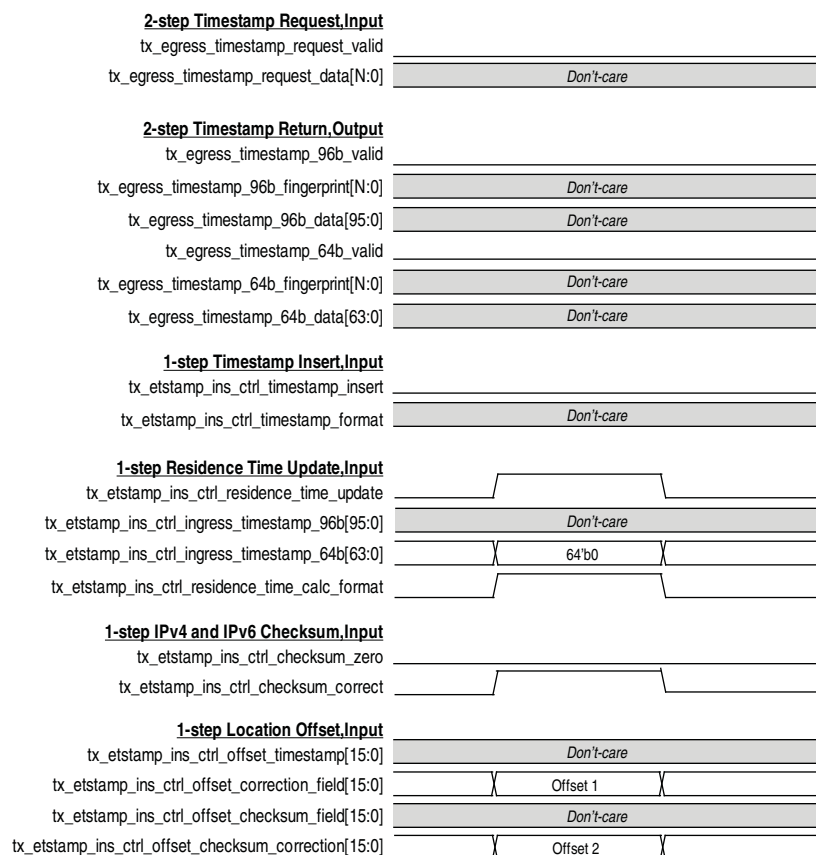 2-step Timestamp Request,Input
tx_egress_timestamp_request_valid
tx_egress_timestamp_request_data[N:0] Don't-care
2-step Timestamp Return,Output
tx_egress_timestamp_96b_valid
tx_egress_timestamp_96b_fingerprint[N:0] Don't-care
tx_egress_timestamp_96b_data[95:0] Don't-care
tx_egress_timestamp_64b_valid
tx_egress_timestamp_64b_fingerprint[N:0] Don't-care
tx_egress_timestamp_64b_data[63:0] Don't-care
1-step Timestamp Insert,Input
tx_etstamp_ins_ctrl_timestamp_insert
tx_etstamp_ins_ctrl_timestamp_format Don't-care
1-step Residence Time Update,Input
tx_etstamp_ins_ctrl_residence_time_update
tx_etstamp_ins_ctrl_ingress_timestamp_96b[95:0] Don't-care
tx_etstamp_ins_ctrl_ingress_timestamp_64b[63:0] 64'b0
tx_etstamp_ins_ctrl_residence_time_calc_format
1-step IPv4 and IPv6 Checksum,Input
tx_etstamp_ins_ctrl_checksum_zero
tx_etstamp_ins_ctrl_checksum_correct
1-step Location Offset,Input
tx_etstamp_ins_ctrl_offset_timestamp[15:0] Don't-care
tx_etstamp_ins_ctrl_offset_correction_field[15:0] Offset 1
tx_etstamp_ins_ctrl_offset_checksum_field[15:0] Don't-care
tx_etstamp_ins_ctrl_offset_checksum_correction[15:0] Offset 2